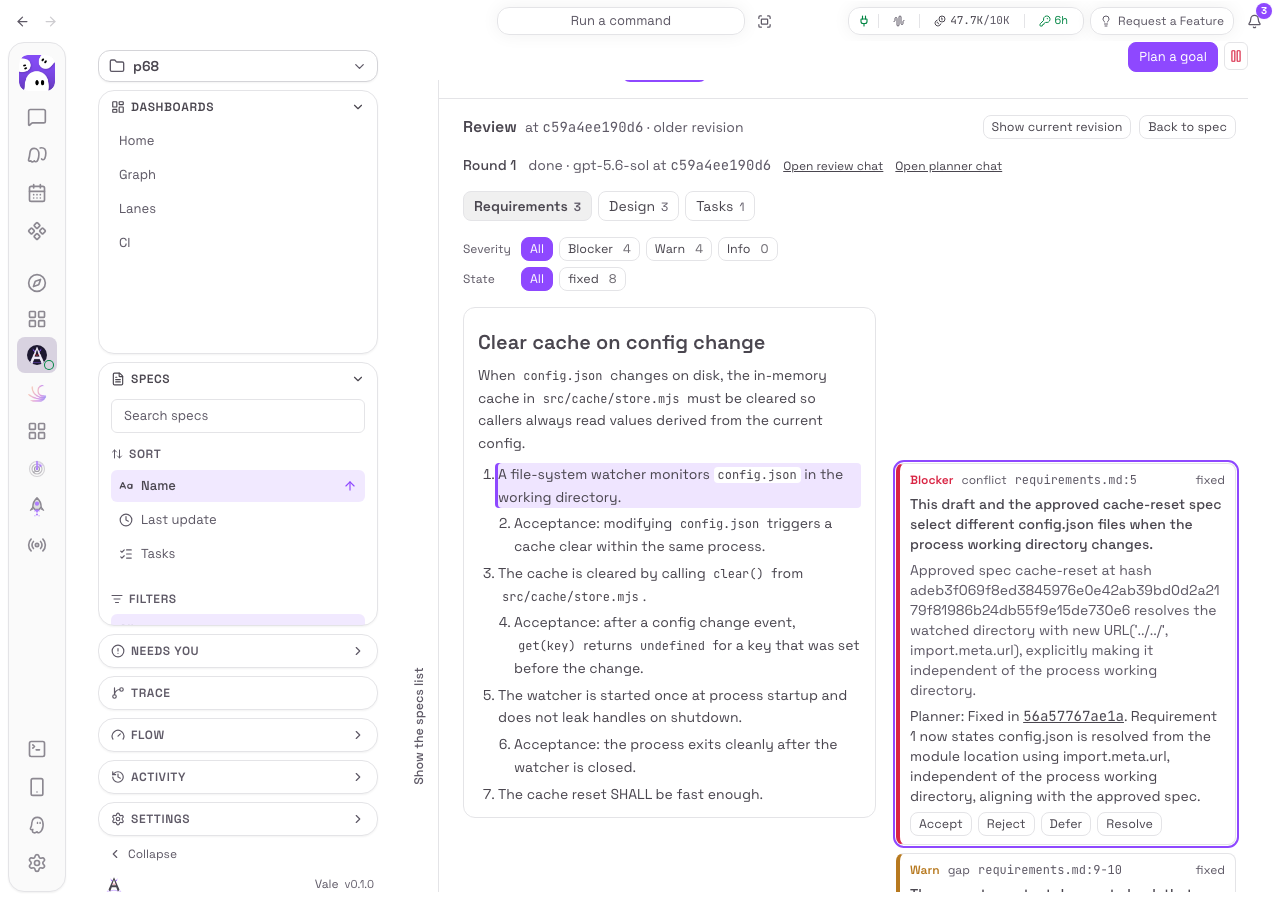 Run a command
47.7K/10K
6h
Request a Feature
3
Plan a goal
p68
DASHBOARDS
Home
Graph
Lanes
CI
SPECS
Search specs
SORT
Aa Name
Last update
Tasks
FILTERS
NEEDS YOU
TRACE
FLOW
ACTIVITY
SETTINGS
Collapse
Vale v0.1.0
Show the specs list
Review at c59a4ee190d6 · older revision
Show current revision
Back to spec
Round 1 done · gpt-5.6-sol at c59a4ee190d6 Open review chat Open planner chat
Requirements 3
Design 3
Tasks 1
Severity All Blocker 4 Warn 4 Info 0
State All fixed 8
Clear cache on config change
When config.json changes on disk, the in-memory
cache in src/cache/store.mjs must be cleared so
callers always read values derived from the current
config.
1. A file-system watcher monitors config.json in the
working directory.
2. Acceptance: modifying config.json triggers a
cache clear within the same process.
3. The cache is cleared by calling clear() from
src/cache/store.mjs.
4. Acceptance: after a config change event,
get(key) returns undefined for a key that was set
before the change.
5. The watcher is started once at process startup and
does not leak handles on shutdown.
6. Acceptance: the process exits cleanly after the
watcher is closed.
7. The cache reset SHALL be fast enough.
Blocker conflict requirements.md:5 fixed
This draft and the approved cache-reset spec
select different config.json files when the
process working directory changes.
Approved spec cache-reset at hash
adeb3f069f8ed3845976e0e42ab39bd0d2a21
79f81986b24db55f9e15de730e6 resolves the
watched directory with new URL('../../',
import.meta.url), explicitly making it
independent of the process working
directory.
Planner: Fixed in 56a57767ae1a. Requirement
1 now states config.json is resolved from the
module location using import.meta.url,
independent of the process working
directory, aligning with the approved spec.
Accept
Reject
Defer
Resolve
Warn gap requirements.md:9-10 fixed